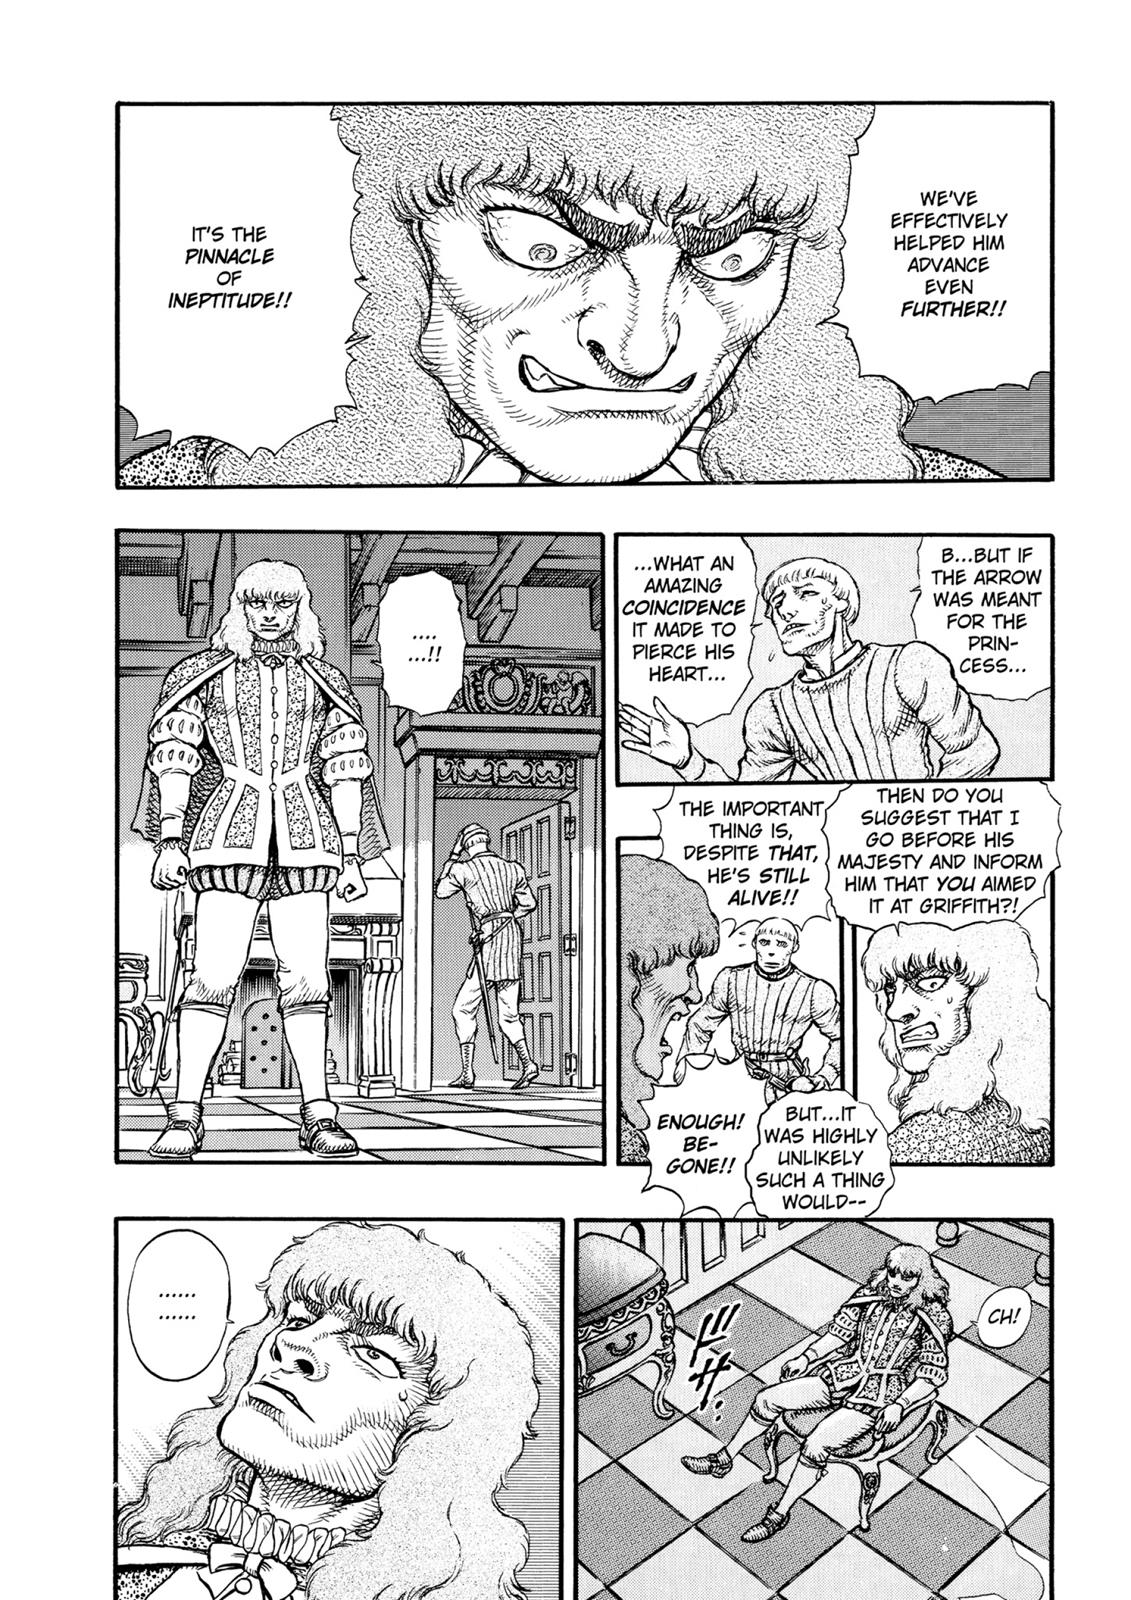 WE'VE
EFFECTIVELY
HELPED HIM
ADVANCE
EVEN
FURTHER!!
IT'S THE
PINNACLE
OF
INEPTITUDE!!
B...BUT IF
THE ARROW
WAS MEANT
FOR THE
PRIN-
CESS...
...WHAT AN
AMAZING
COINCIDENCE
IT MADE TO
PIERCE HIS
HEART...
THEN DO YOU
SUGGEST THAT I
GO BEFORE HIS
MAJESTY AND INFORM
HIM THAT YOU AIMED
IT AT GRIFFITH?!
THE IMPORTANT
THING IS,
DESPITE THAT,
HE'S STILL
ALIVE!!
BUT...IT
WAS HIGHLY
UNLIKELY
SUCH A THING
WOULD--
ENOUGH!
BE-
GONE!!
....
...!!
CH!
ドサ
......
......